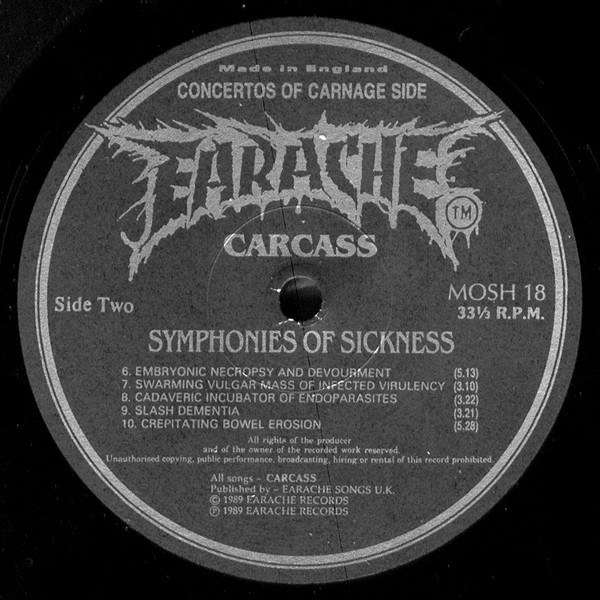 Made in England
CONCERTOS OF CARNAGE SIDE
EARACHE TM
CARCASS
Side Two
MOSH 18
33⅓ R.P.M.
SYMPHONIES OF SICKNESS
6. EMBRYONIC NECROPSY AND DEVOURMENT (5.13)
7. SWARMING VULGAR MASS OF INFECTED VIRULENCY (3.10)
8. CADAVERIC INCUBATOR OF ENDOPARASITES (3.22)
9. SLASH DEMENTIA (3.21)
10. CREPITATING BOWEL EROSION (5.28)
All rights of the producer
and of the owner of the recorded work reserved.
Unauthorised copying, public performance, broadcasting, hiring or rental of this record prohibited.
All songs – CARCASS
Published by – EARACHE SONGS U.K.
© 1989 EARACHE RECORDS
℗ 1989 EARACHE RECORDS